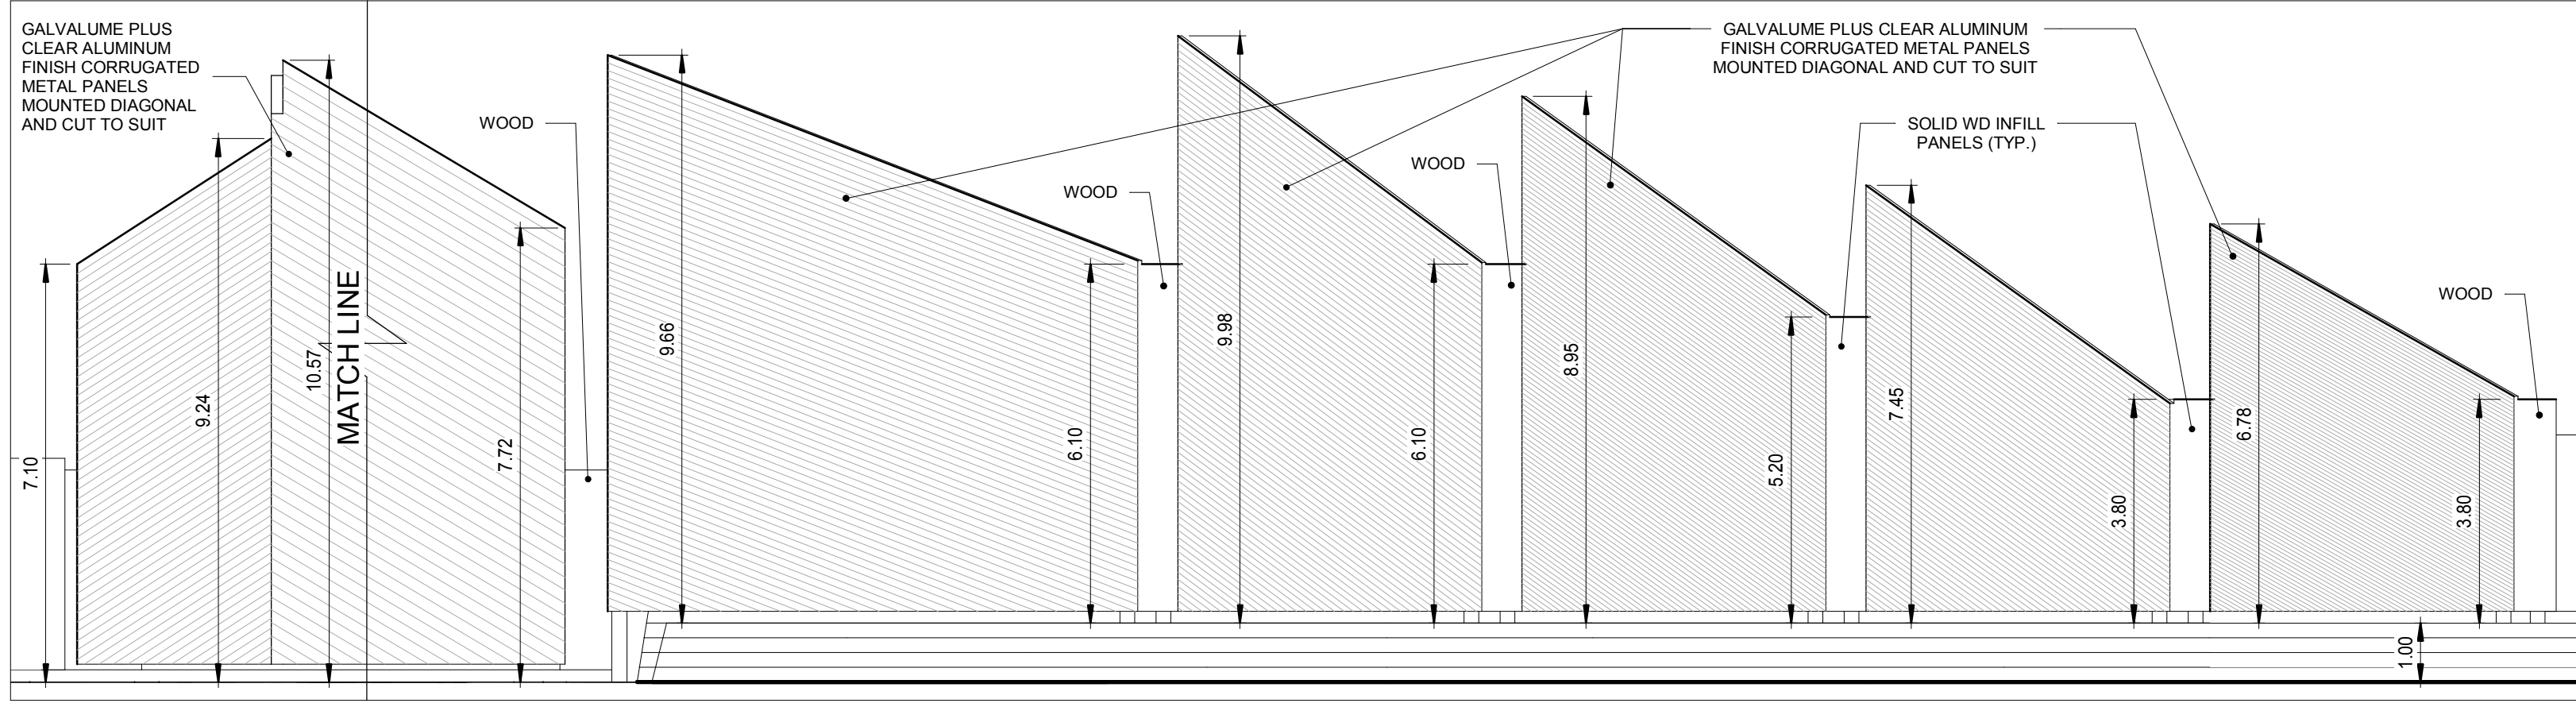 GALVALUME PLUS
CLEAR ALUMINUM
FINISH CORRUGATED
METAL PANELS
MOUNTED DIAGONAL
AND CUT TO SUIT
WOOD
GALVALUME PLUS CLEAR ALUMINUM
FINISH CORRUGATED METAL PANELS
MOUNTED DIAGONAL AND CUT TO SUIT
WOOD
WOOD
SOLID WD INFILL
PANELS (TYP.)
WOOD
7.10
9.24
10.57
MATCH LINE
7.72
9.66
6.10
9.98
6.10
8.95
5.20
7.45
3.80
6.78
3.80
1.00